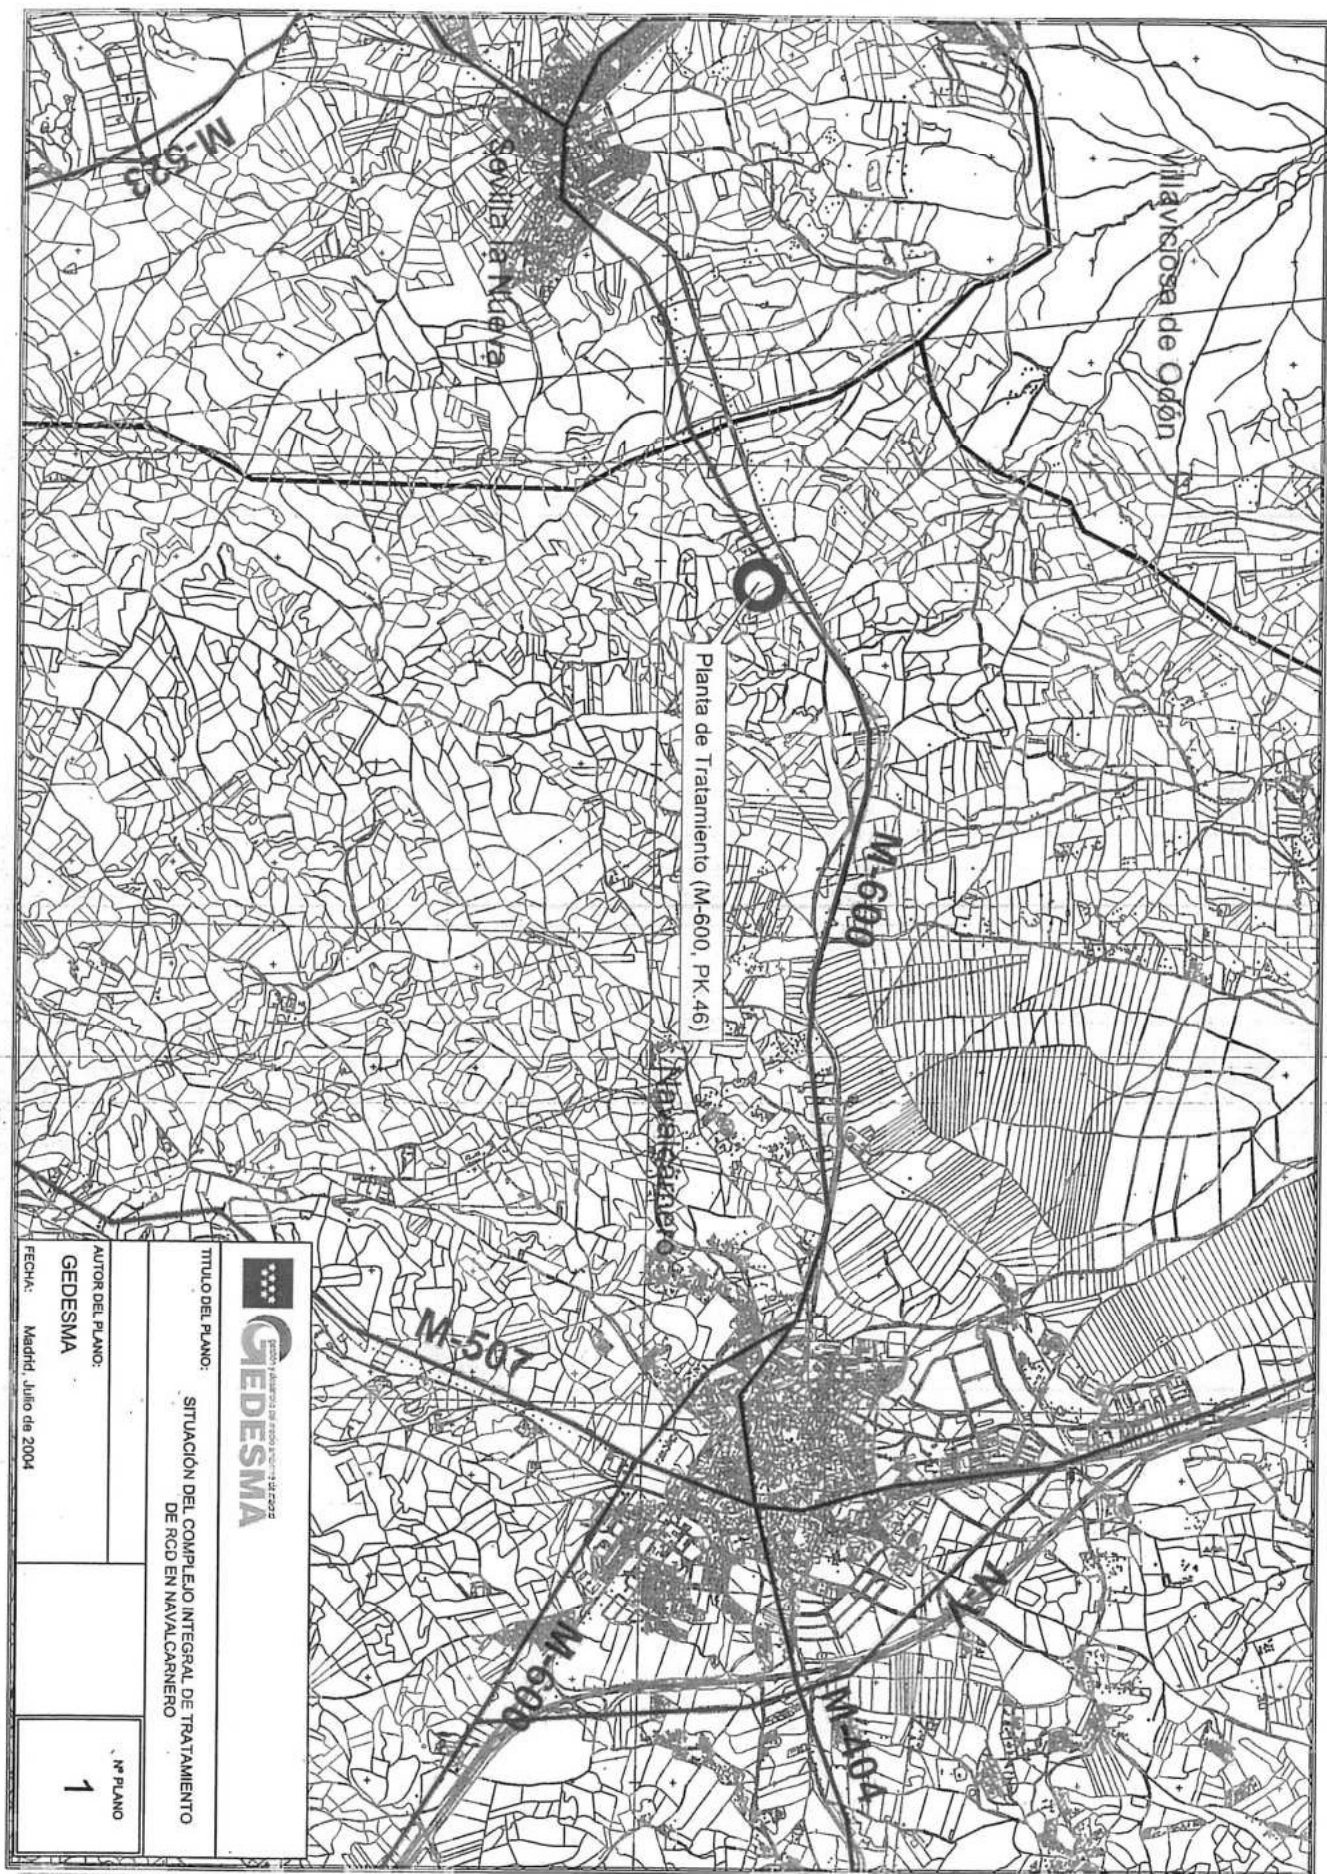 Villaviciosa de Odón
Sevilla la Nueva
M-523
M-600
Planta de Tratamiento (M-600, PK.46)
Navalcarnero
M-507
N-V
M-600
M-404
GEDESMA
TITULO DEL PLANO:
SITUACIÓN DEL COMPLEJO INTEGRAL DE TRATAMIENTO
DE RCD EN NAVALCARNERO
AUTOR DEL PLANO:
GEDESMA
FECHA: Madrid, Julio de 2004
Nº PLANO
1